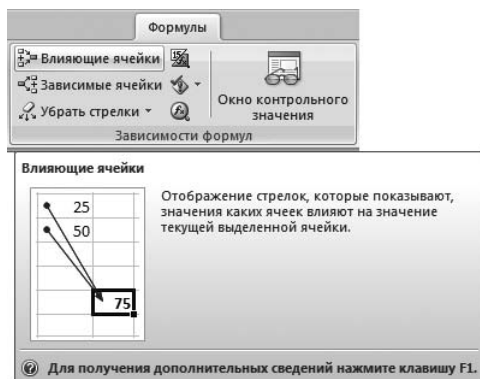 Формулы
Влияющие ячейки
Зависимые ячейки
Убрать стрелки
Окно контрольного
значения
Зависимости формул
Влияющие ячейки
25
50
75
Отображение стрелок, которые показывают,
значения каких ячеек влияют на значение
текущей выделенной ячейки.
Для получения дополнительных сведений нажмите клавишу F1.